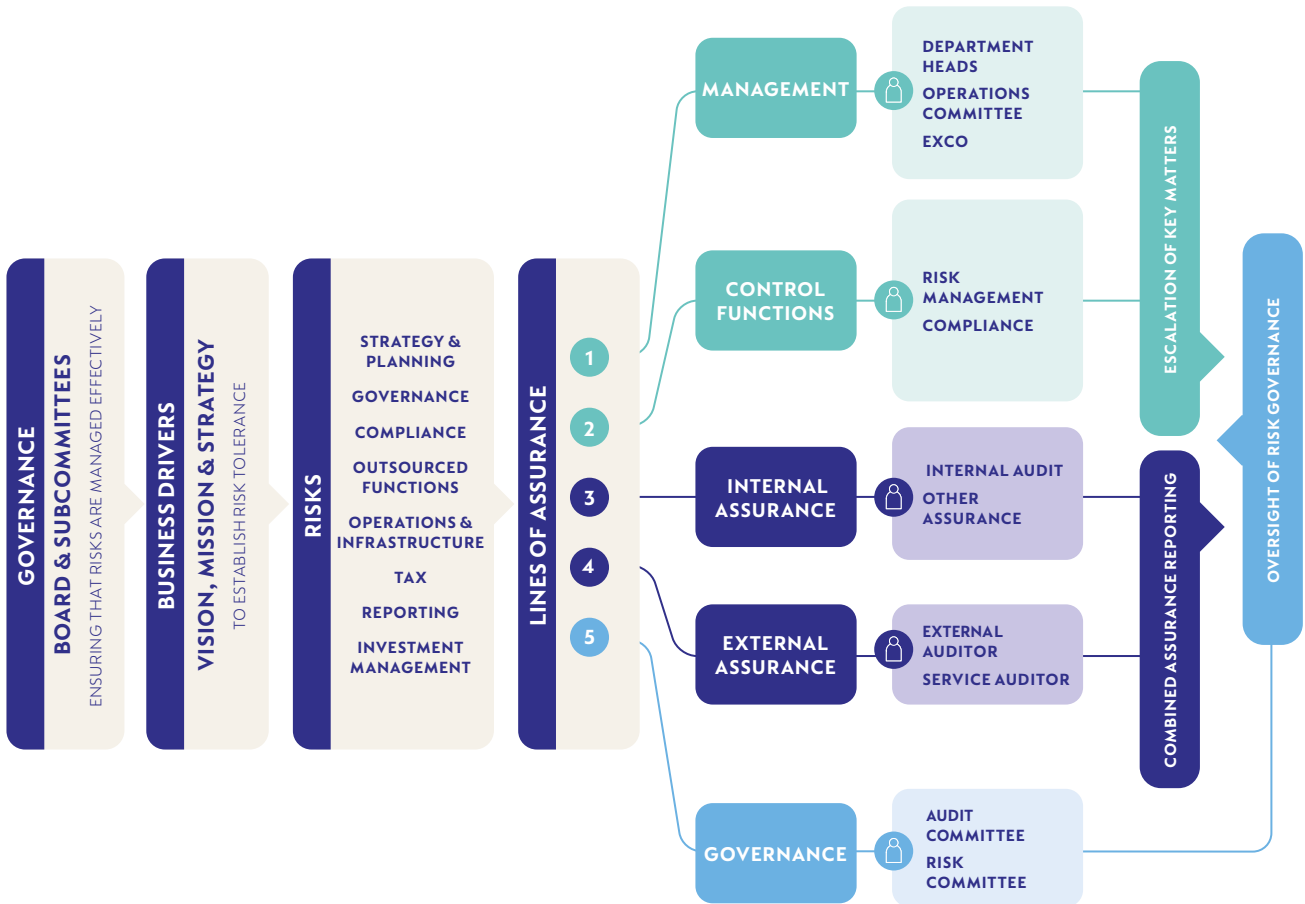 GOVERNANCE
BOARD & SUBCOMMITTEES
ENSURING THAT RISKS ARE MANAGED EFFECTIVELY
BUSINESS DRIVERS
VISION, MISSION & STRATEGY
TO ESTABLISH RISK TOLERANCE
RISKS
STRATEGY &
PLANNING
GOVERNANCE
COMPLIANCE
OUTSOURCED
FUNCTIONS
OPERATIONS &
INFRASTRUCTURE
TAX
REPORTING
INVESTMENT
MANAGEMENT
LINES OF ASSURANCE
1
2
3
4
5
MANAGEMENT
DEPARTMENT
HEADS
OPERATIONS
COMMITTEE
EXCO
CONTROL
FUNCTIONS
RISK
MANAGEMENT
COMPLIANCE
INTERNAL
ASSURANCE
INTERNAL AUDIT
OTHER
ASSURANCE
EXTERNAL
ASSURANCE
EXTERNAL
AUDITOR
SERVICE AUDITOR
GOVERNANCE
AUDIT
COMMITTEE
RISK
COMMITTEE
ESCALATION OF KEY MATTERS
COMBINED ASSURANCE REPORTING
OVERSIGHT OF RISK GOVERNANCE